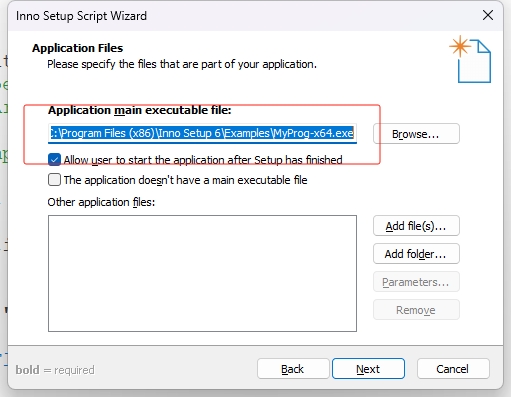 Inno Setup Script Wizard
Application Files
Please specify the files that are part of your application.
Application main executable file:
C:\Program Files (x86)\Inno Setup 6\Examples\MyProg-x64.exe
Browse...
Allow user to start the application after Setup has finished
The application doesn't have a main executable file
Other application files:
Add file(s)...
Add folder...
Parameters...
Remove
bold = required
Back
Next
Cancel